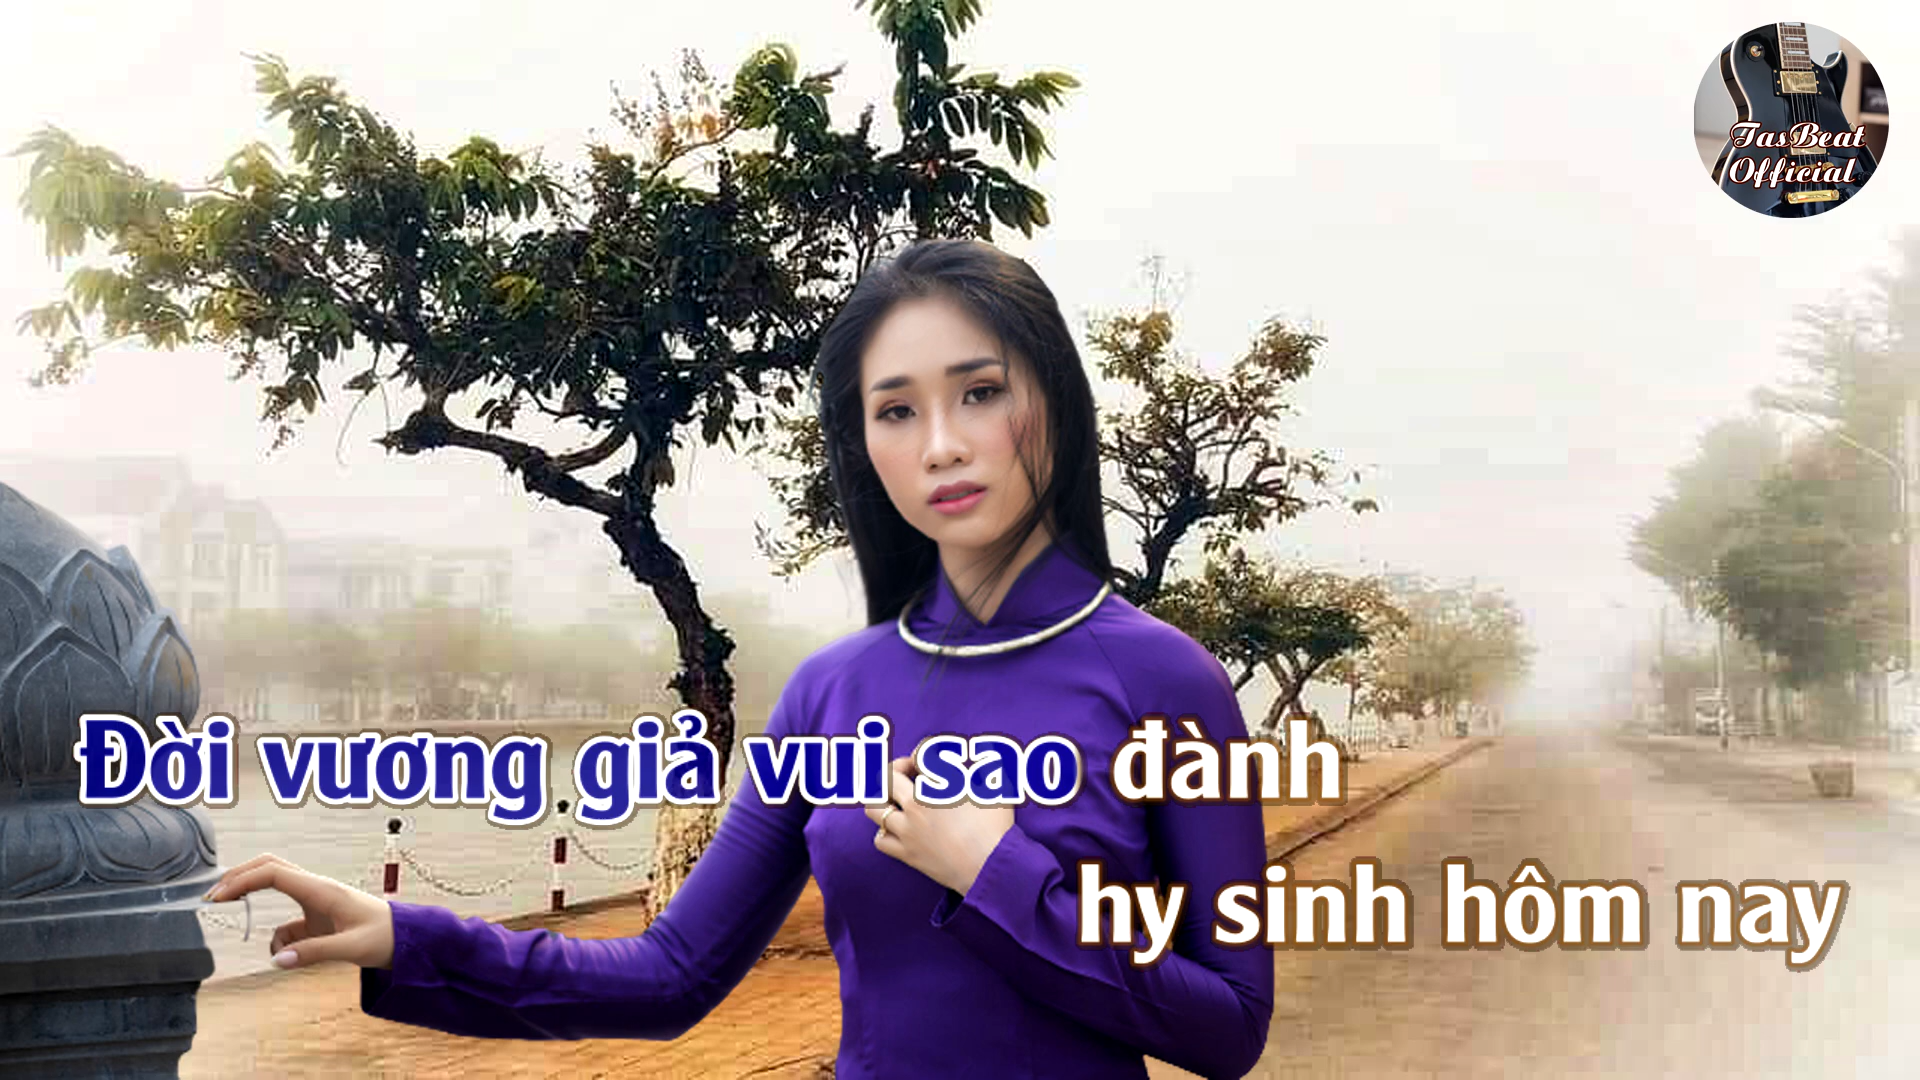 TasBeat
Official
Đời vương giả vui sao đành
hy sinh hôm nay